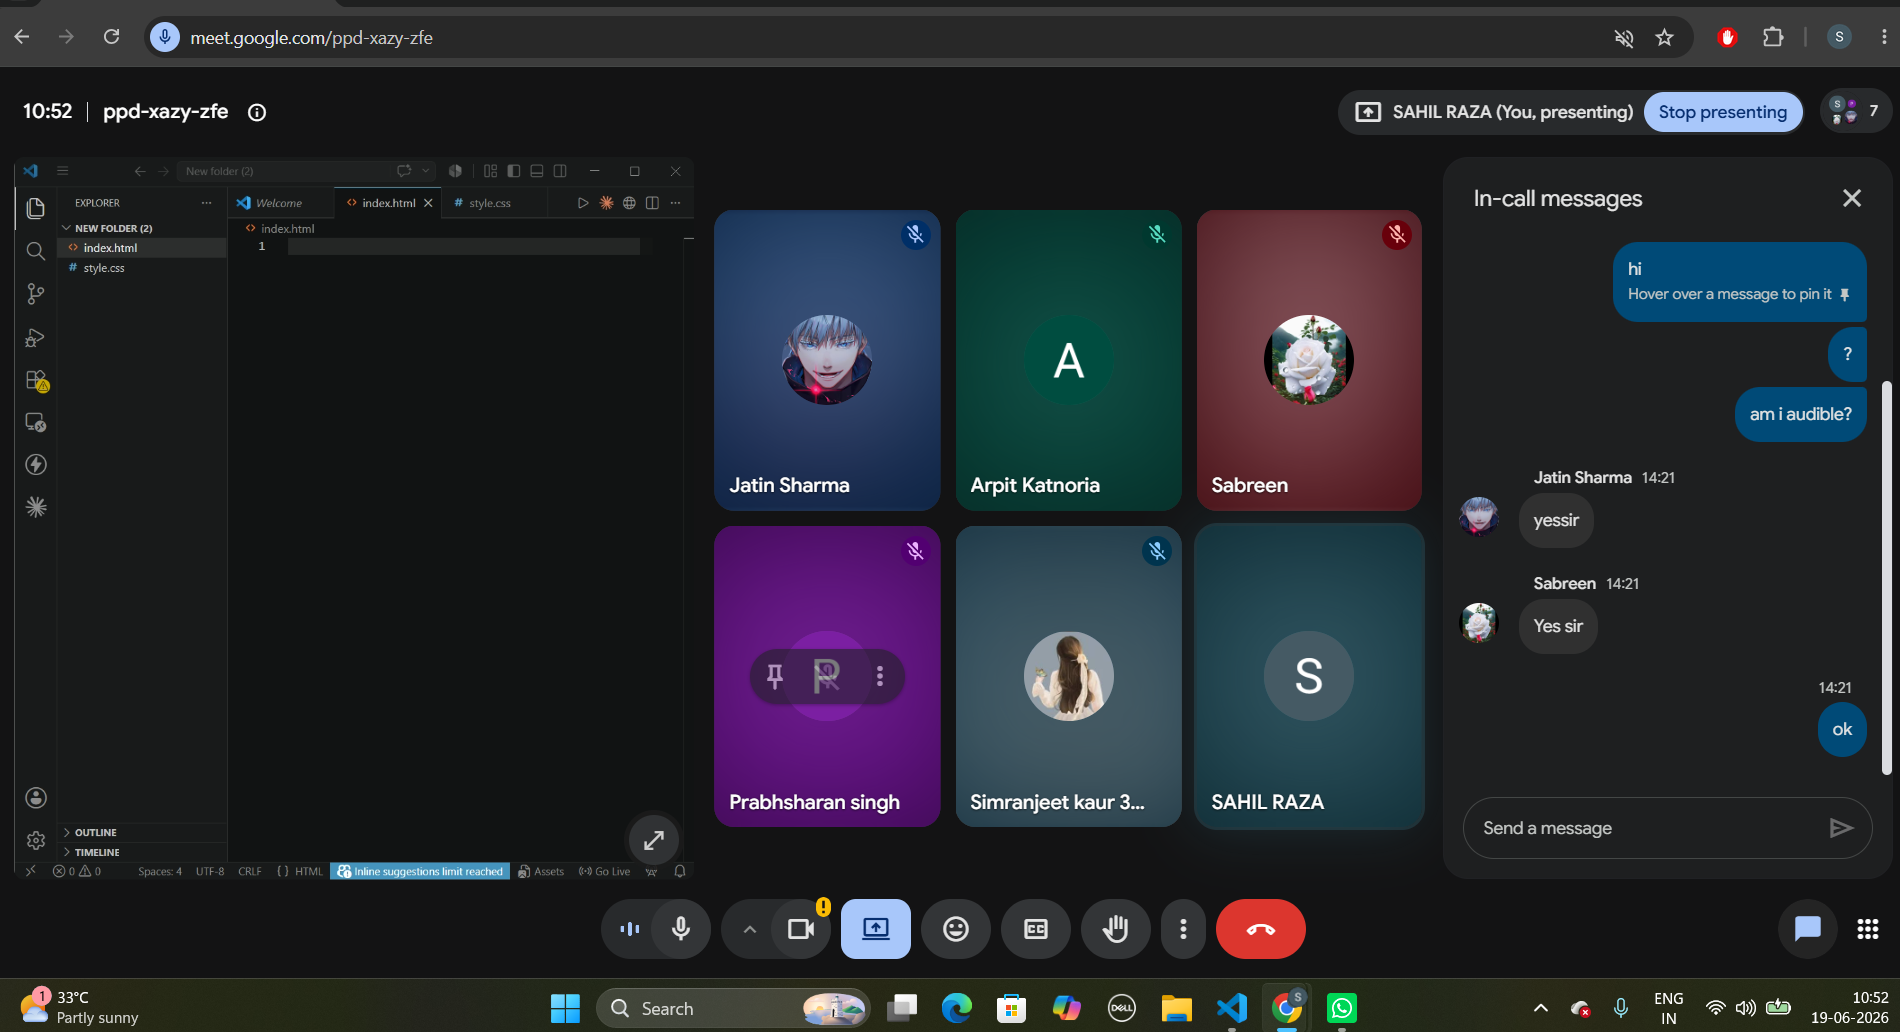 meet.google.com/ppd-xazy-zfe
S
10:52 | ppd-xazy-zfe
SAHIL RAZA (You, presenting)
Stop presenting
S
7
New folder (2)
EXPLORER
NEW FOLDER (2)
index.html
style.css
Welcome
index.html
style.css
index.html
1
OUTLINE
TIMELINE
0 0
Spaces: 4
UTF-8
CRLF
{ } HTML
Inline suggestions limit reached
Assets
Go Live
Jatin Sharma
A
Arpit Katnoria
Sabreen
P
Prabhsharan singh
Simranjeet kaur 3...
S
SAHIL RAZA
In-call messages
hi
Hover over a message to pin it
?
am i audible?
Jatin Sharma 14:21
yessir
Sabreen 14:21
Yes sir
14:21
ok
Send a message
CC
1
33°C
Partly sunny
Search
DELL
S
ENG
IN
10:52
19-06-2026